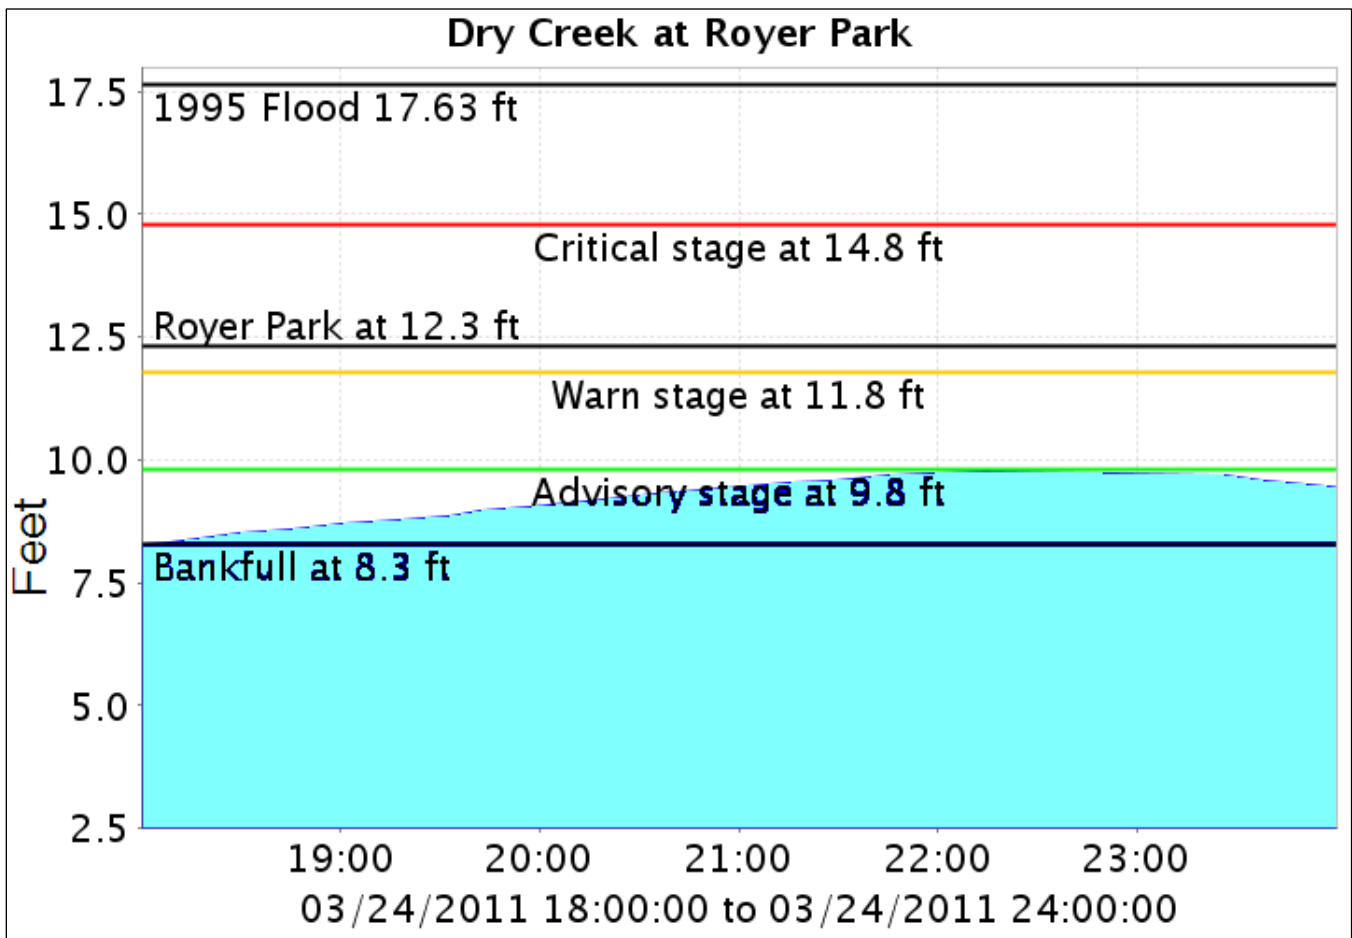 Dry Creek at Royer Park
17.5
1995 Flood 17.63 ft
15.0
Critical stage at 14.8 ft
Royer Park at 12.3 ft
12.5
Warn stage at 11.8 ft
10.0
Advisory stage at 9.8 ft
Feet
Bankfull at 8.3 ft
7.5
5.0
2.5
19:00 20:00 21:00 22:00 23:00
03/24/2011 18:00:00 to 03/24/2011 24:00:00